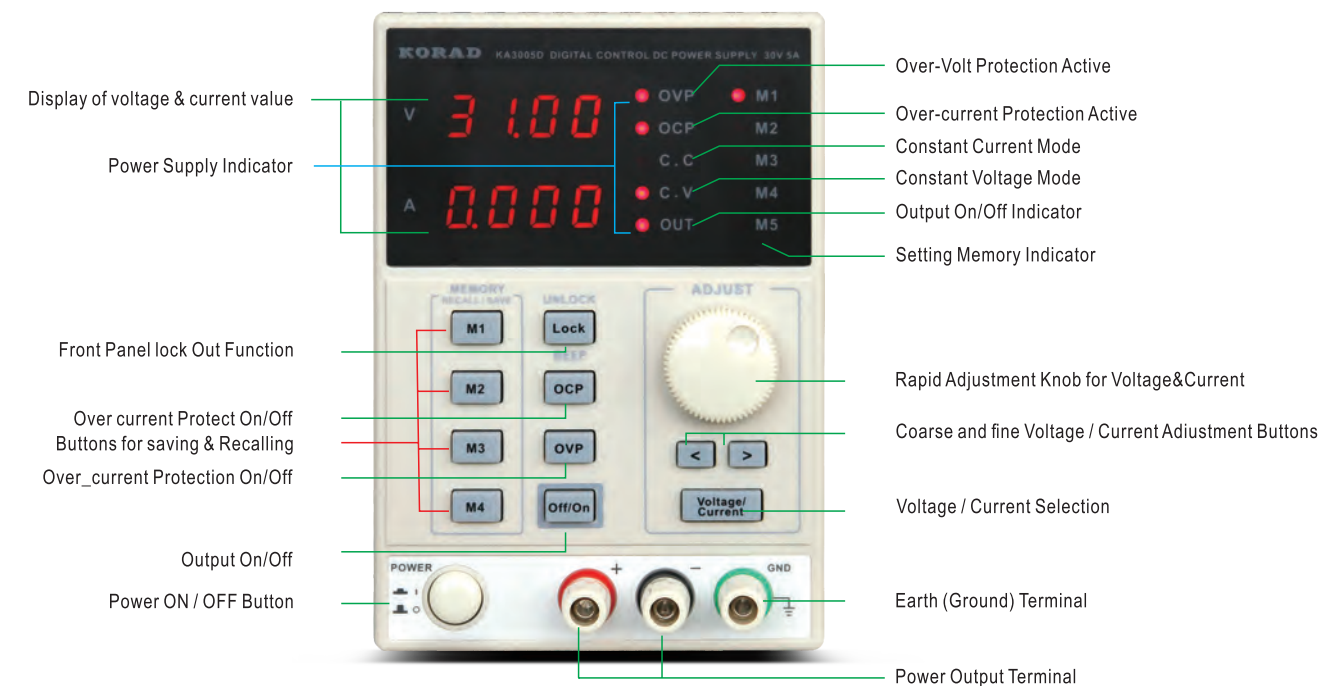 KORAD KA3005D DIGITAL CONTROL DC POWER SUPPLY 30V 5A
Display of voltage & current value
Power Supply Indicator
V
31.00
A
0.000
OVP
OCP
C.C
C.V
OUT
M1
M2
M3
M4
M5
Over-Volt Protection Active
Over-current Protection Active
Constant Current Mode
Constant Voltage Mode
Output On/Off Indicator
Setting Memory Indicator
MEMORY
RECALL / SAVE
M1
M2
M3
M4
UNLOCK
Lock
BEEP
OCP
OVP
Off/On
ADJUST
<
>
Voltage/
Current
Front Panel lock Out Function
Over current Protect On/Off
Buttons for saving & Recalling
Over_current Protection On/Off
Output On/Off
Power ON / OFF Button
Rapid Adjustment Knob for Voltage&Current
Coarse and fine Voltage / Current Adiustment Buttons
Voltage / Current Selection
POWER
I
O
+
−
GND
Earth (Ground) Terminal
Power Output Terminal